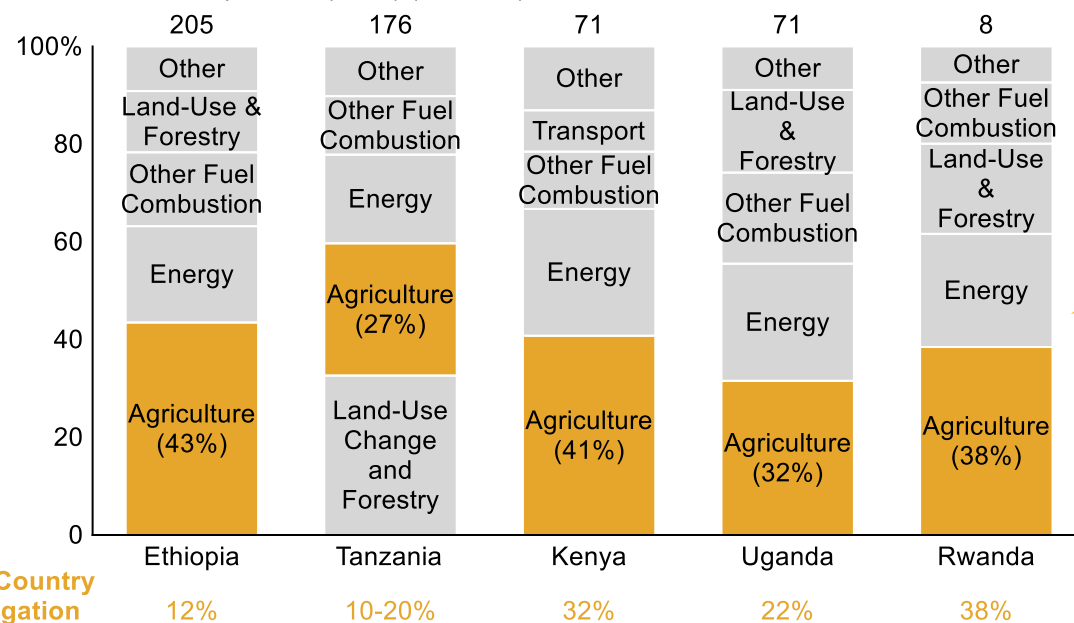 205 176 71 71 8
100%
80
60
40
20
0
Other
Land-Use &
Forestry
Other Fuel
Combustion
Energy
Agriculture
(43%)
Other
Other Fuel
Combustion
Energy
Agriculture
(27%)
Land-Use
Change
and
Forestry
Other
Transport
Other Fuel
Combustion
Energy
Agriculture
(41%)
Other
Land-Use
&
Forestry
Other Fuel
Combustion
Energy
Agriculture
(32%)
Other
Other Fuel
Combustion
Land-Use
&
Forestry
Energy
Agriculture
(38%)
Ethiopia Tanzania Kenya Uganda Rwanda
Country
gation 12% 10-20% 32% 22% 38%